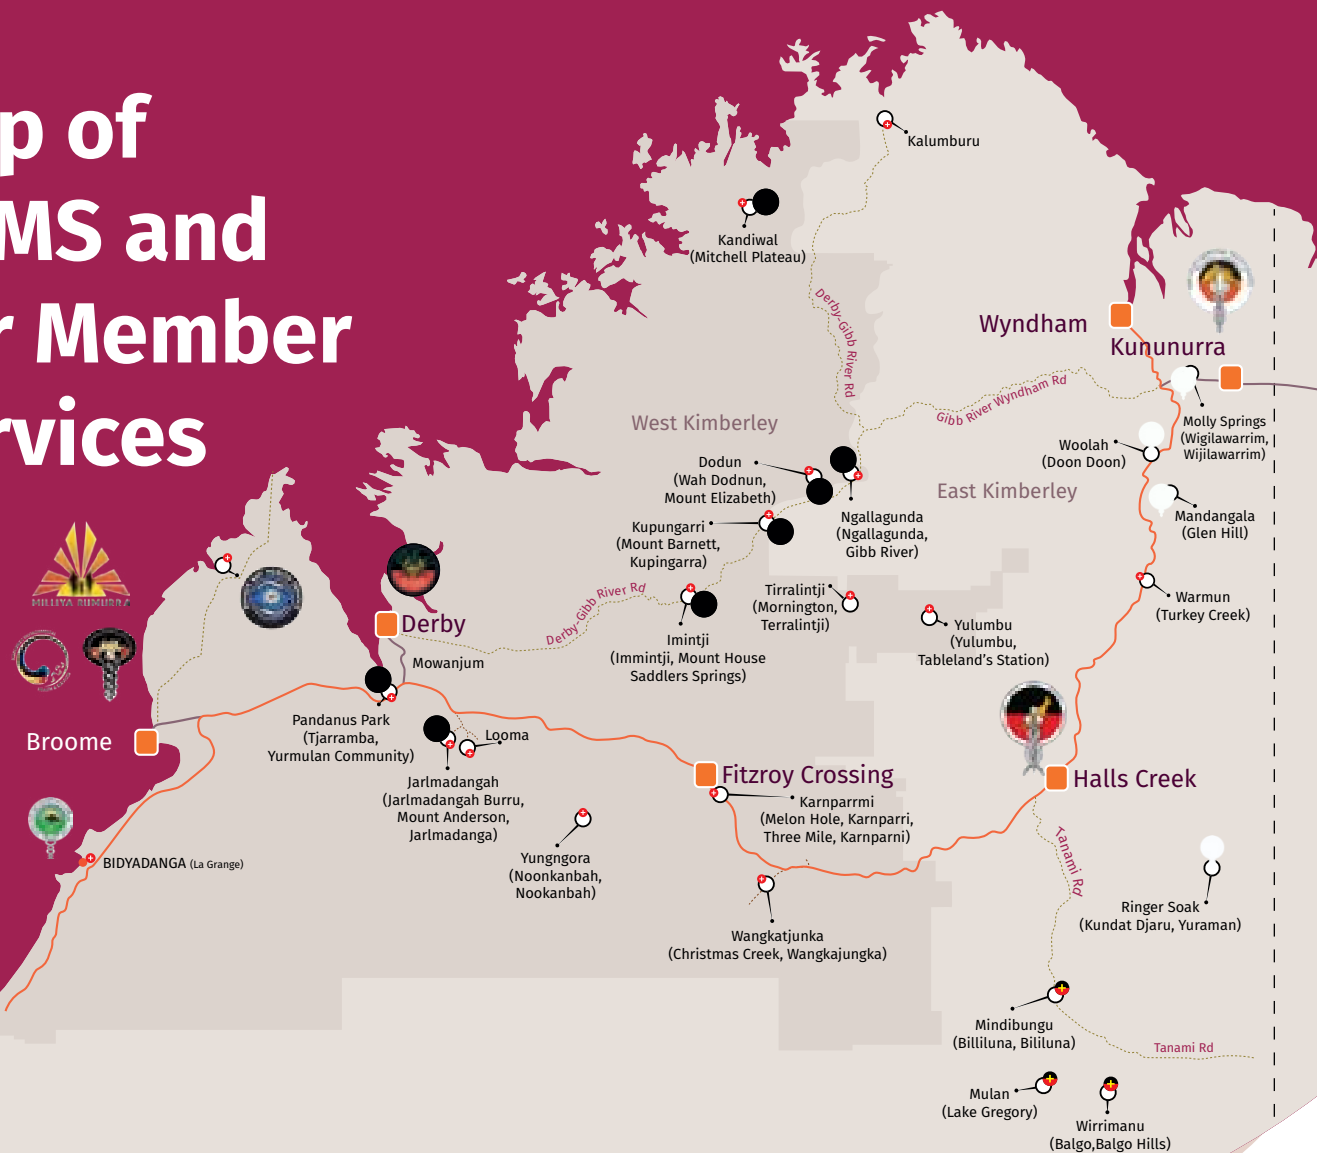 p of
MS and
r Member
rvices
Kalumburu
Kandiwal
(Mitchell Plateau)
Derby-Gibb River Rd
Wyndham
Kununurra
Gibb River Wyndham Rd
West Kimberley
Molly Springs
(Wigilawarrim,
Wijilawarrim)
Woolah
(Doon Doon)
Dodun
(Wah Dodnun,
Mount Elizabeth)
East Kimberley
Ngallagunda
(Ngallagunda,
Gibb River)
Mandangala
(Glen Hill)
Kupungarri
(Mount Barnett,
Kupingarra)
MILLIYA RUMURRA
Derby-Gibb River Rd
Tirralintji
(Mornington,
Terralintji)
Warmun
(Turkey Creek)
Derby
Imintji
(Immintji, Mount House
Saddlers Springs)
Yulumbu
(Yulumbu,
Tableland's Station)
Mowanjum
Broome
Pandanus Park
(Tjarramba,
Yurmulan Community)
Looma
Jarlmadangah
(Jarlmadangah Burru,
Mount Anderson,
Jarlmadanga)
Fitzroy Crossing
Halls Creek
Karnparrmi
(Melon Hole, Karnparri,
Three Mile, Karnparni)
Tanami Rd
BIDYADANGA (La Grange)
Yungngora
(Noonkanbah,
Nookanbah)
Ringer Soak
(Kundat Djaru, Yuraman)
Wangkatjunka
(Christmas Creek, Wangkajungka)
Mindibungu
(Billiluna, Bililuna)
Tanami Rd
Mulan
(Lake Gregory)
Wirrimanu
(Balgo,Balgo Hills)